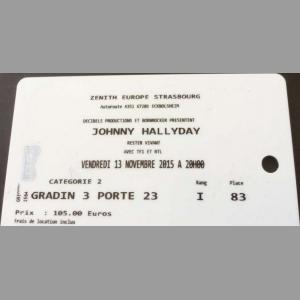 ZENITH EUROPE STRASBOURG
Autoroute A351 67201 ECKBOLSHEIM
DECIBELS PRODUCTIONS ET BORNROCKER PRESENTENT
JOHNNY HALLYDAY
RESTER VIVANT
AVEC TF1 ET RTL
VENDREDI 13 NOVEMBRE 2015 A 20H00
CATEGORIE 2 Rang Place
GRADIN 3 PORTE 23 I 83
Prix : 105.00 Euros
Frais de location inclus